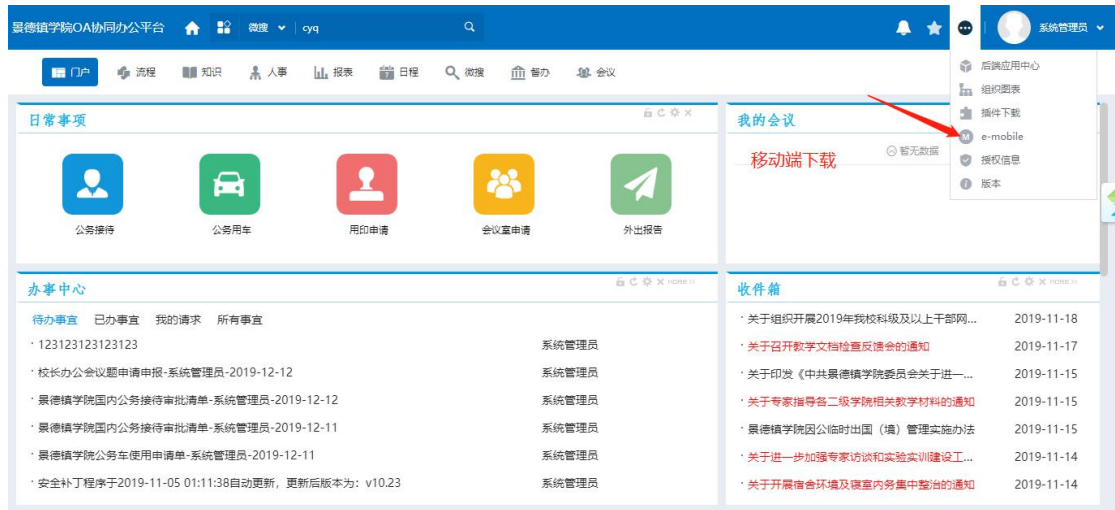 景德镇学院OA协同办公平台 微搜 cyq 系统管理员
门户 流程 知识 人事 报表 日程 微搜 督办 会议
后端应用中心
组织图表
插件下载
M e-mobile
授权信息
版本
日常事项
公务接待 公务用车 用印申请 会议室申请 外出报告
我的会议
暂无数据
移动端下载
办事中心 MORE>>
待办事宜 已办事宜 我的请求 所有事宜
· 123123123123123 系统管理员
· 校长办公会议题申请申报-系统管理员-2019-12-12 系统管理员
· 景德镇学院国内公务接待审批清单-系统管理员-2019-12-12 系统管理员
· 景德镇学院国内公务接待审批清单-系统管理员-2019-12-11 系统管理员
· 景德镇学院公务车使用申请单-系统管理员-2019-12-11 系统管理员
· 安全补丁程序于2019-11-05 01:11:38自动更新，更新后版本为：v10.23 系统管理员
收件箱 MORE>>
· 关于组织开展2019年我校科级及以上干部网... 2019-11-18
· 关于召开教学文档检查反馈会的通知 2019-11-17
· 关于印发《中共景德镇学院委员会关于进一... 2019-11-15
· 关于专家指导各二级学院相关教学材料的通知 2019-11-15
· 景德镇学院因公临时出国（境）管理实施办法 2019-11-15
· 关于进一步加强专家访谈和实验实训建设工... 2019-11-14
· 关于开展宿舍环境及寝室内务集中整治的通知 2019-11-14